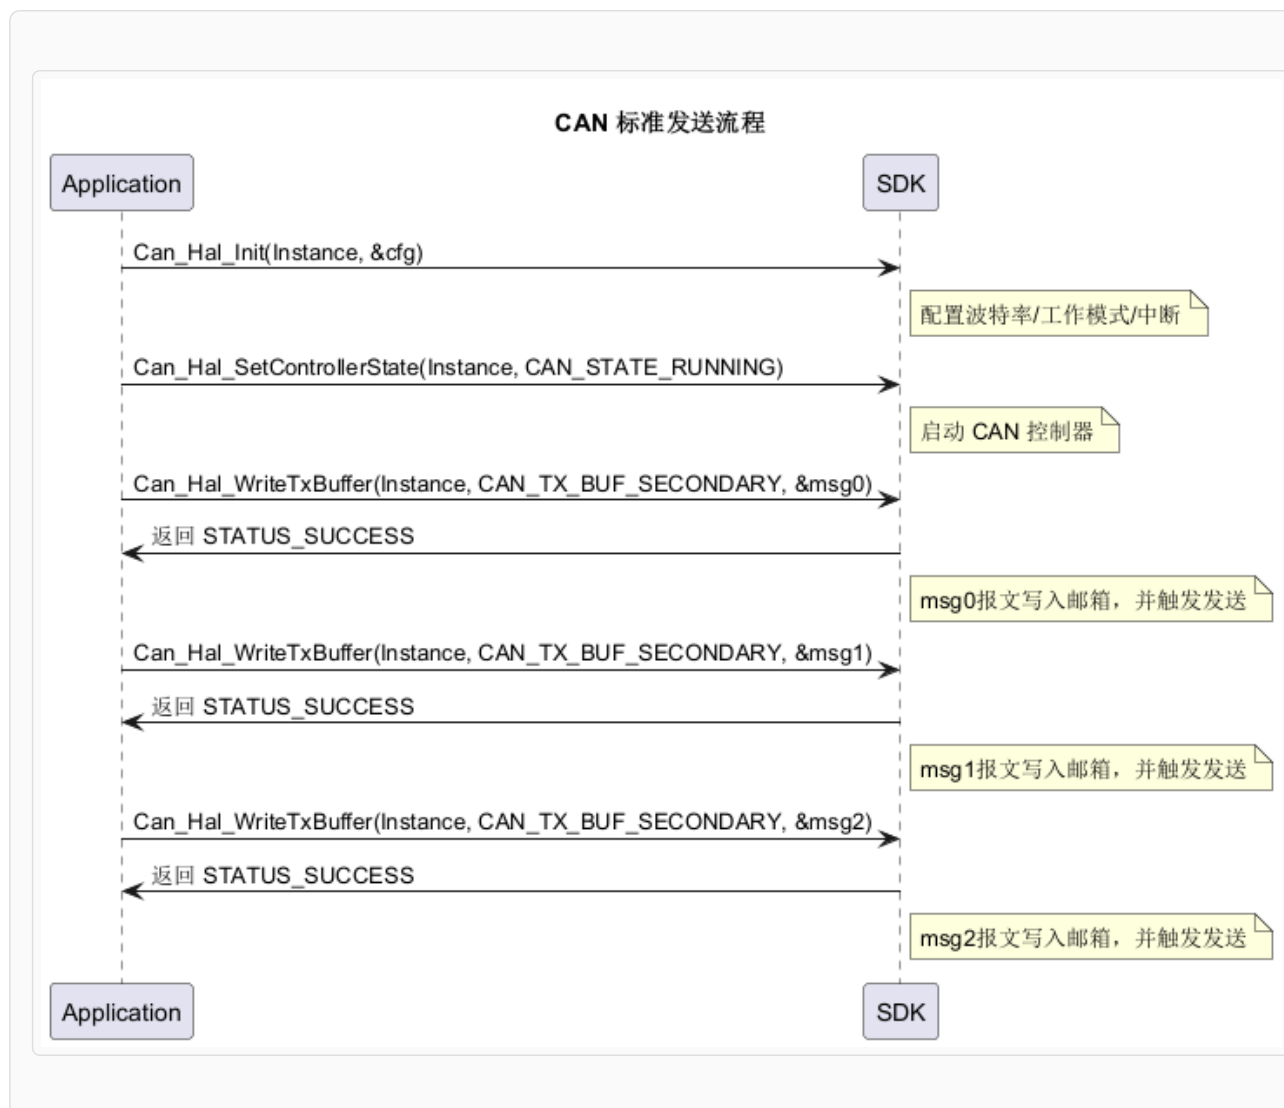 CAN 标准发送流程
Application
SDK
Can_Hal_Init(Instance, &cfg)
配置波特率/工作模式/中断
Can_Hal_SetControllerState(Instance, CAN_STATE_RUNNING)
启动 CAN 控制器
Can_Hal_WriteTxBuffer(Instance, CAN_TX_BUF_SECONDARY, &msg0)
返回 STATUS_SUCCESS
msg0报文写入邮箱，并触发发送
Can_Hal_WriteTxBuffer(Instance, CAN_TX_BUF_SECONDARY, &msg1)
返回 STATUS_SUCCESS
msg1报文写入邮箱，并触发发送
Can_Hal_WriteTxBuffer(Instance, CAN_TX_BUF_SECONDARY, &msg2)
返回 STATUS_SUCCESS
msg2报文写入邮箱，并触发发送
Application
SDK